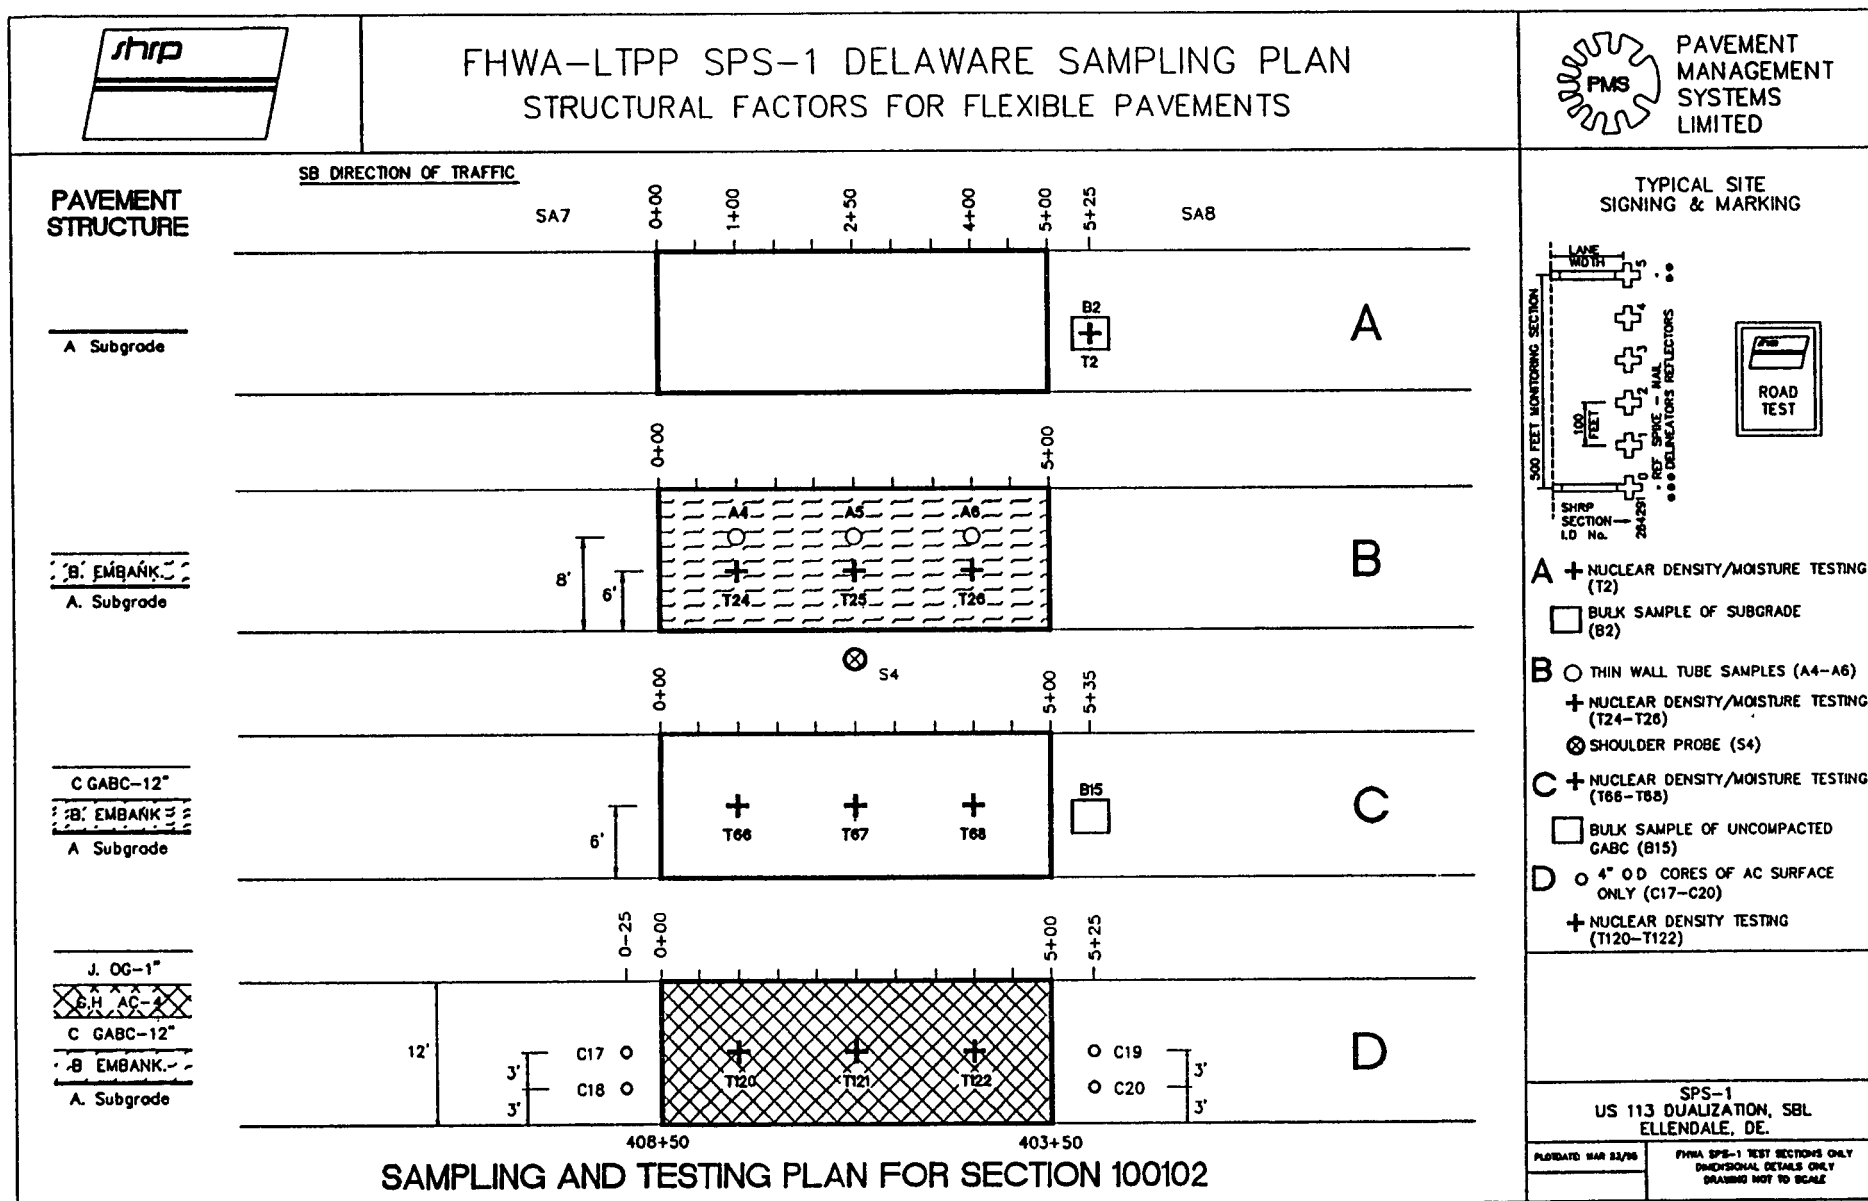 shrp
FHWA-LTPP SPS-1 DELAWARE SAMPLING PLAN
STRUCTURAL FACTORS FOR FLEXIBLE PAVEMENTS
PMS
PAVEMENT
MANAGEMENT
SYSTEMS
LIMITED
PAVEMENT
STRUCTURE
SB DIRECTION OF TRAFFIC
SA7
0+00
1+00
2+50
4+00
5+00
5+25
SA8
A Subgrade
B2
T2
A
0+00
5+00
B. EMBANK.
A. Subgrade
8'
6'
A4
A5
A6
T24
T25
T26
B
S4
0+00
5+00
5+35
C GABC-12"
B. EMBANK
A Subgrade
6'
T66
T67
T68
B15
C
0-25
0+00
5+00
5+25
J. OG-1"
G,H AC-4
C GABC-12"
B EMBANK.
A. Subgrade
12'
3'
3'
C17
C18
T120
T121
T122
C19
C20
3'
3'
D
408+50
403+50
SAMPLING AND TESTING PLAN FOR SECTION 100102
TYPICAL SITE
SIGNING & MARKING
LANE
WIDTH
500 FEET MONITORING SECTION
100
FEET
0
1
2
3
4
5
REF SPIKE - NAIL
DELINEATORS REFLECTORS
SHRP
SECTION
I.D No.
264291
shrp
ROAD
TEST
A NUCLEAR DENSITY/MOISTURE TESTING
(T2)
BULK SAMPLE OF SUBGRADE
(B2)
B THIN WALL TUBE SAMPLES (A4-A6)
NUCLEAR DENSITY/MOISTURE TESTING
(T24-T26)
SHOULDER PROBE (S4)
C NUCLEAR DENSITY/MOISTURE TESTING
(T66-T68)
BULK SAMPLE OF UNCOMPACTED
GABC (B15)
D 4" O D CORES OF AC SURFACE
ONLY (C17-C20)
NUCLEAR DENSITY TESTING
(T120-T122)
SPS-1
US 113 DUALIZATION, SBL
ELLENDALE, DE.
PLOTDATE: MAR
FHWA SPS-1 TEST SECTIONS ONLY
DIMENSIONAL DETAILS ONLY
DRAWING NOT TO SCALE